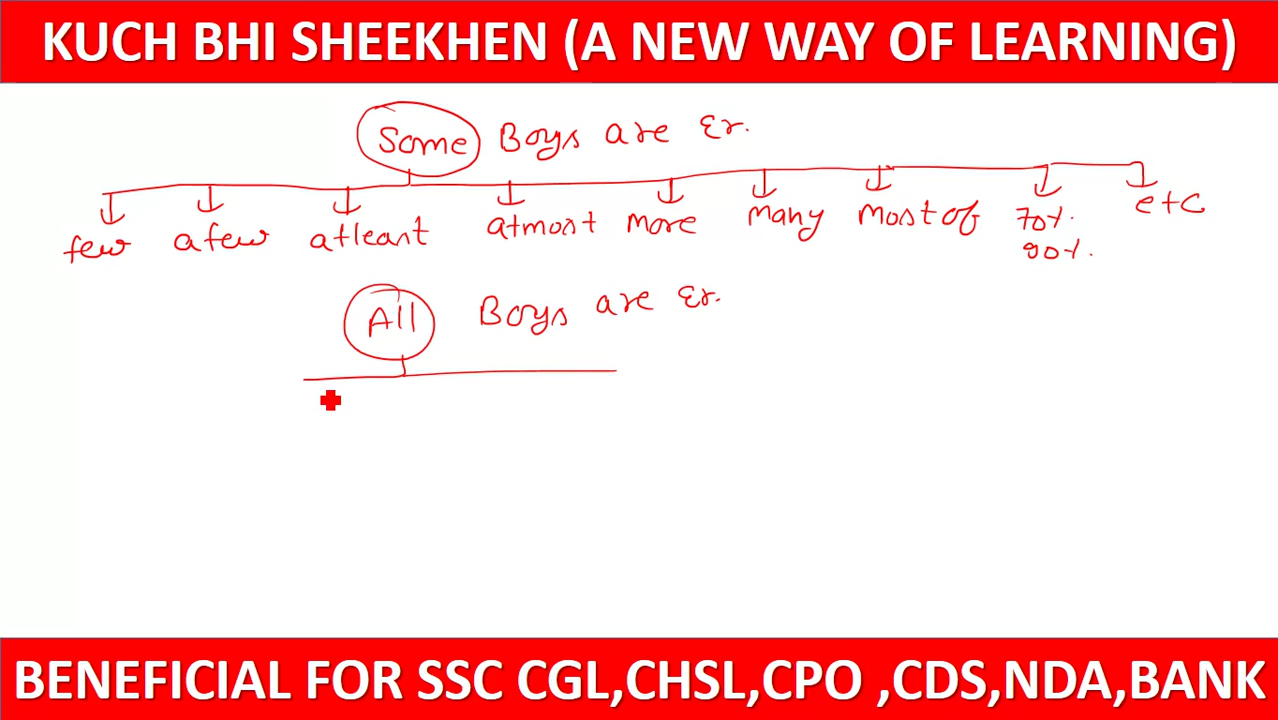 KUCH BHI SHEEKHEN (A NEW WAY OF LEARNING)
Some Boys are Er.
few a few atleast atmost more many most of 70%. etc
90%.
All Boys are Er.
BENEFICIAL FOR SSC CGL,CHSL,CPO ,CDS,NDA,BANK